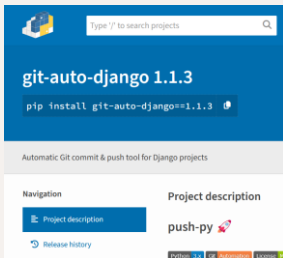 Type '/' to search projects
git-auto-django 1.1.3
pip install git-auto-django==1.1.3
Automatic Git commit & push tool for Django projects
Navigation
Project description
Release history
Project description
push-py 🚀
Python 3.x Git Automation License